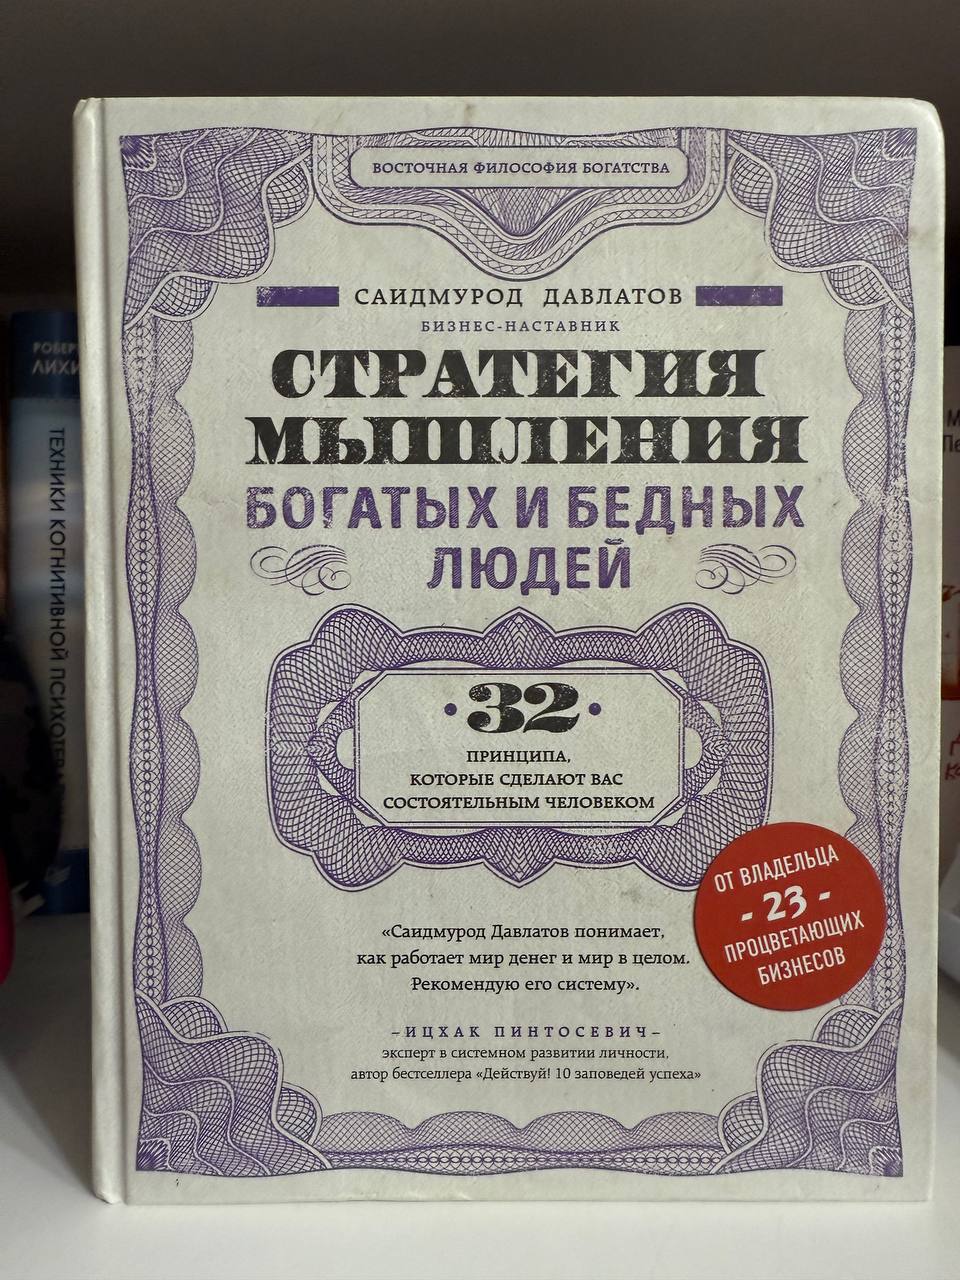 ВОСТОЧНАЯ ФИЛОСОФИЯ БОГАТСТВА
САИДМУРОД ДАВЛАТОВ
БИЗНЕС-НАСТАВНИК
СТРАТЕГИЯ
МЫШЛЕНИЯ
БОГАТЫХ И БЕДНЫХ
ЛЮДЕЙ
· 32 ·
ПРИНЦИПА,
КОТОРЫЕ СДЕЛАЮТ ВАС
СОСТОЯТЕЛЬНЫМ ЧЕЛОВЕКОМ
ОТ ВЛАДЕЛЬЦА
- 23 -
ПРОЦВЕТАЮЩИХ
БИЗНЕСОВ
«Саидмурод Давлатов понимает,
как работает мир денег и мир в целом.
Рекомендую его систему».
–ИЦХАК ПИНТОСЕВИЧ–
эксперт в системном развитии личности,
автор бестселлера «Действуй! 10 заповедей успеха»
ТЕХНИКИ КОГНИТИВНОЙ